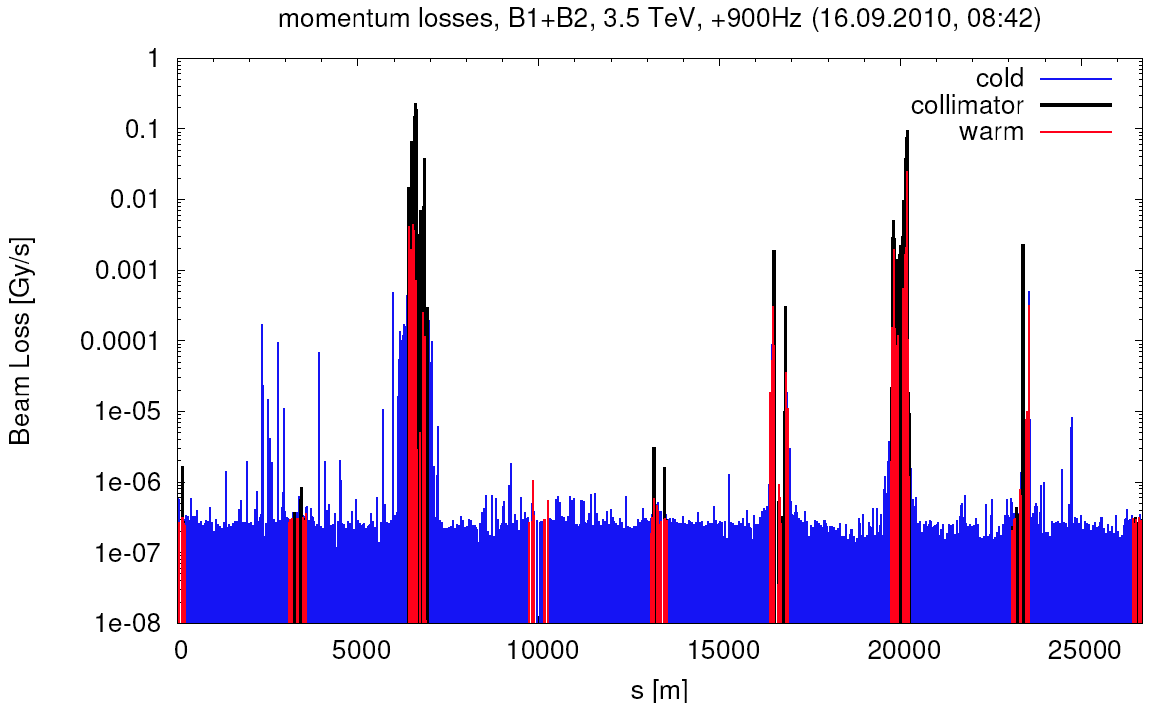 momentum losses, B1+B2, 3.5 TeV, +900Hz (16.09.2010, 08:42)
cold
collimator
warm
Beam Loss [Gy/s]
1
0.1
0.01
0.001
0.0001
1e-05
1e-06
1e-07
1e-08
0 5000 10000 15000 20000 25000
s [m]